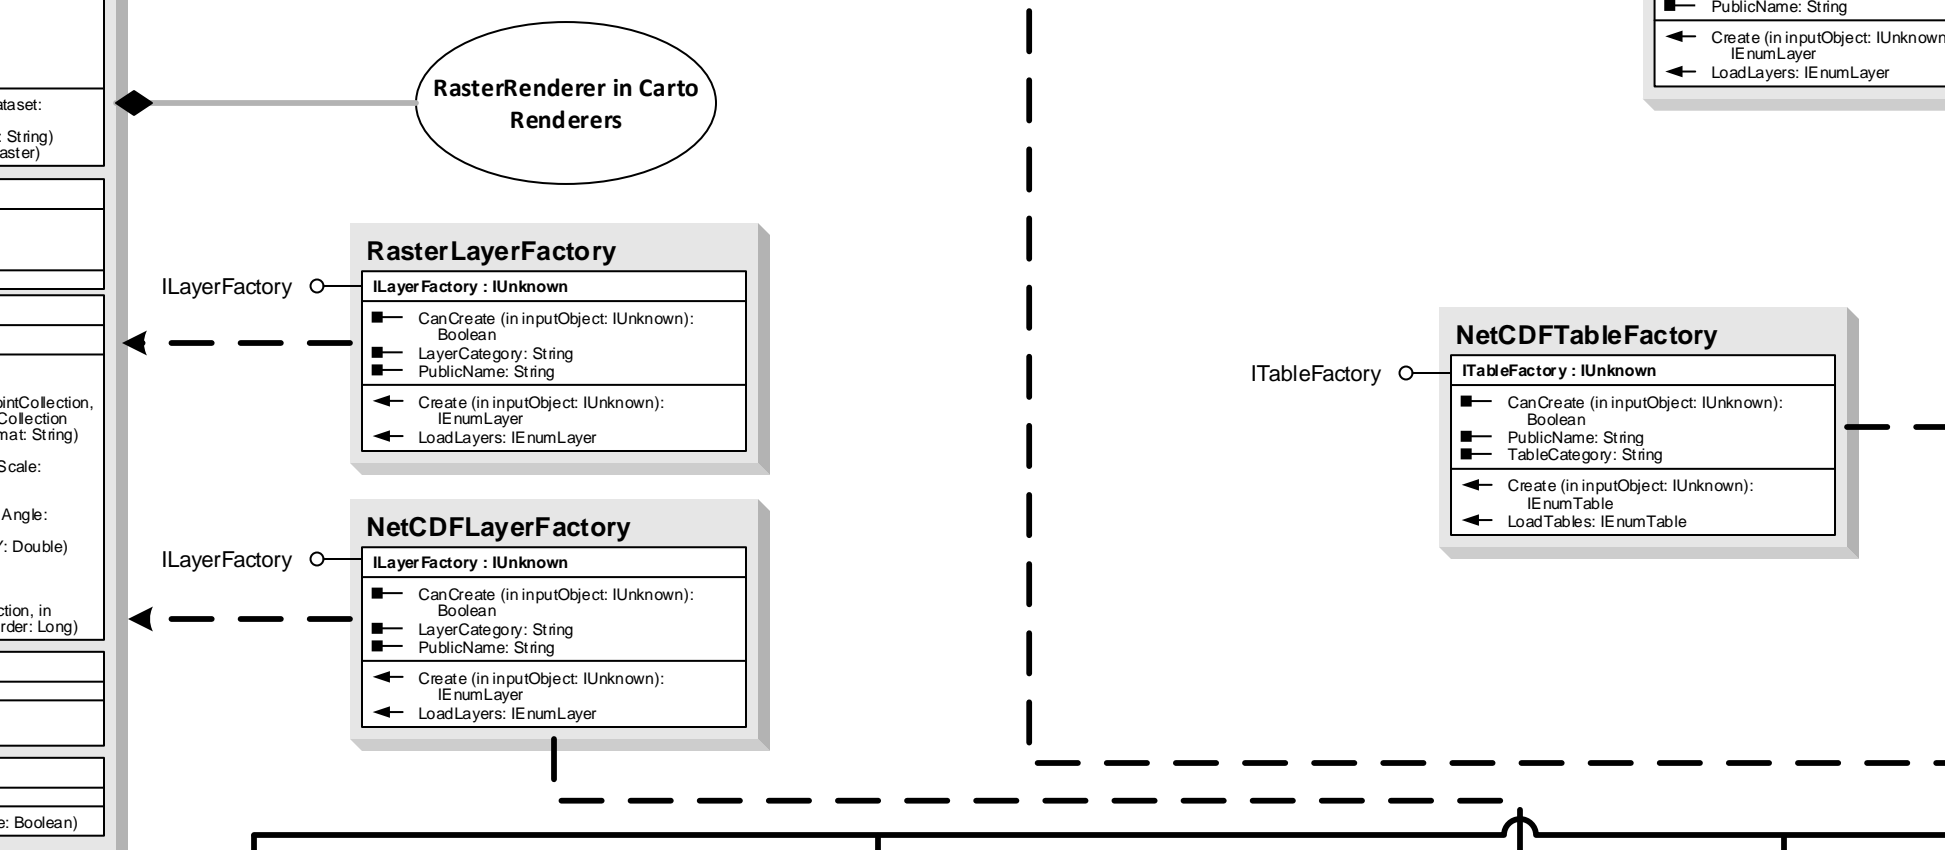 : String)
ointCollection,
Collection
mat: String)
Scale:
Angle:
Y: Double)
ction, in
rder: Long)
e: Boolean)
RasterRenderer in Carto
Renderers
ILayerFactory
RasterLayerFactory
ILayerFactory : IUnknown
CanCreate (in inputObject: IUnknown):
Boolean
LayerCategory: String
PublicName: String
Create (in inputObject: IUnknown):
IEnumLayer
LoadLayers: IEnumLayer
ILayerFactory
NetCDFLayerFactory
ILayerFactory : IUnknown
CanCreate (in inputObject: IUnknown):
Boolean
LayerCategory: String
PublicName: String
Create (in inputObject: IUnknown):
IEnumLayer
LoadLayers: IEnumLayer
PublicName: String
Create (in inputObject: IUnknown
IEnumLayer
LoadLayers: IEnumLayer
ITableFactory
NetCDFTableFactory
ITableFactory : IUnknown
CanCreate (in inputObject: IUnknown):
Boolean
PublicName: String
TableCategory: String
Create (in inputObject: IUnknown):
IEnumTable
LoadTables: IEnumTable